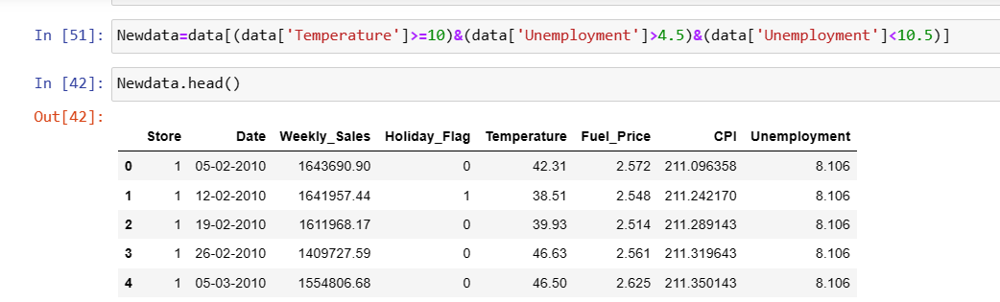 In [51]: Newdata=data[(data['Temperature']>=10)&(data['Unemployment']>4.5)&(data['Unemployment']<10.5)]
In [42]: Newdata.head()
Out[42]:
Store Date Weekly_Sales Holiday_Flag Temperature Fuel_Price CPI Unemployment
0 1 05-02-2010 1643690.90 0 42.31 2.572 211.096358 8.106
1 1 12-02-2010 1641957.44 1 38.51 2.548 211.242170 8.106
2 1 19-02-2010 1611968.17 0 39.93 2.514 211.289143 8.106
3 1 26-02-2010 1409727.59 0 46.63 2.561 211.319643 8.106
4 1 05-03-2010 1554806.68 0 46.50 2.625 211.350143 8.106